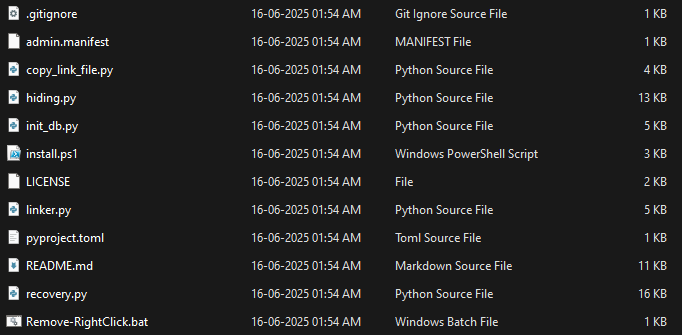 .gitignore 16-06-2025 01:54 AM Git Ignore Source File 1 KB
admin.manifest 16-06-2025 01:54 AM MANIFEST File 1 KB
copy_link_file.py 16-06-2025 01:54 AM Python Source File 4 KB
hiding.py 16-06-2025 01:54 AM Python Source File 13 KB
init_db.py 16-06-2025 01:54 AM Python Source File 5 KB
install.ps1 16-06-2025 01:54 AM Windows PowerShell Script 3 KB
LICENSE 16-06-2025 01:54 AM File 2 KB
linker.py 16-06-2025 01:54 AM Python Source File 5 KB
pyproject.toml 16-06-2025 01:54 AM Toml Source File 1 KB
README.md 16-06-2025 01:54 AM Markdown Source File 11 KB
recovery.py 16-06-2025 01:54 AM Python Source File 16 KB
Remove-RightClick.bat 16-06-2025 01:54 AM Windows Batch File 1 KB